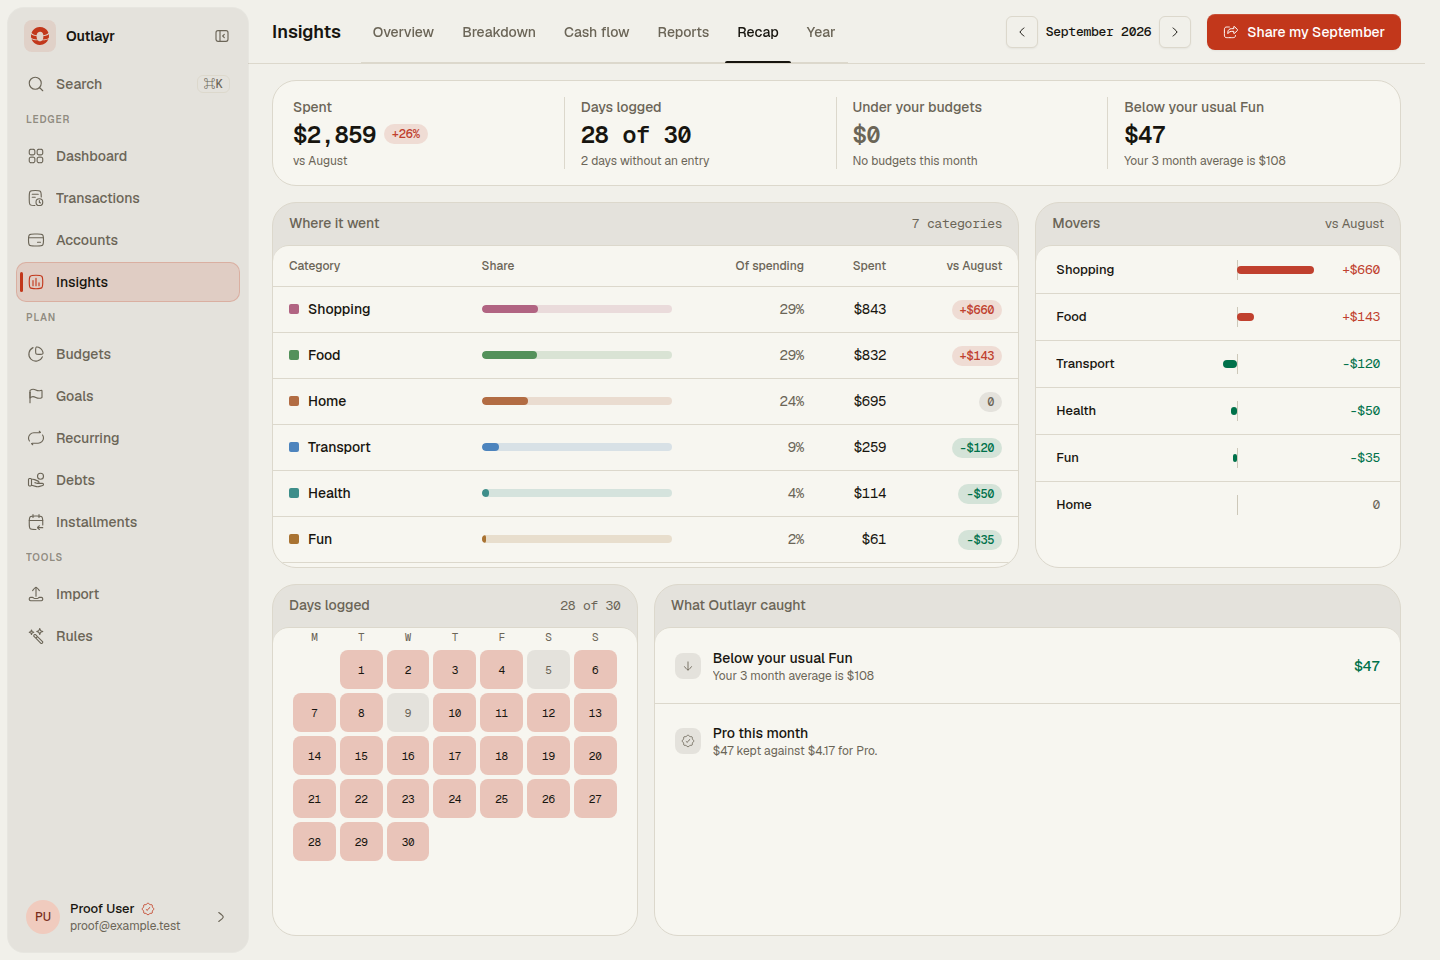 Outlayr
Search ⌘K
LEDGER
Dashboard
Transactions
Accounts
Insights
PLAN
Budgets
Goals
Recurring
Debts
Installments
TOOLS
Import
Rules
PU
Proof User
proof@example.test
Insights Overview Breakdown Cash flow Reports Recap Year September 2026 Share my September
Spent
$2,859 +26%
vs August
Days logged
28 of 30
2 days without an entry
Under your budgets
$0
No budgets this month
Below your usual Fun
$47
Your 3 month average is $108
Where it went 7 categories
Category Share Of spending Spent vs August
Shopping 29% $843 +$660
Food 29% $832 +$143
Home 24% $695 0
Transport 9% $259 -$120
Health 4% $114 -$50
Fun 2% $61 -$35
Movers vs August
Shopping +$660
Food +$143
Transport -$120
Health -$50
Fun -$35
Home 0
Days logged 28 of 30
M T W T F S S
1 2 3 4 5 6
7 8 9 10 11 12 13
14 15 16 17 18 19 20
21 22 23 24 25 26 27
28 29 30
What Outlayr caught
Below your usual Fun
Your 3 month average is $108
$47
Pro this month
$47 kept against $4.17 for Pro.